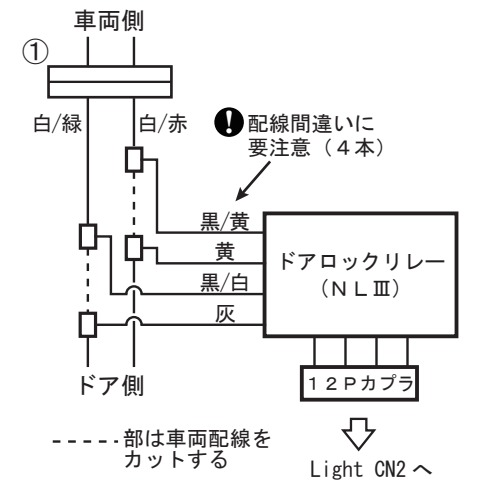 車両側
①
白/緑
白/赤
!配線間違いに
要注意（４本）
黒/黄
黄
黒/白
灰
ドアロックリレー
（ＮＬⅢ）
１２Ｐカプラ
ドア側
-----部は車両配線を
カットする
Light CN2 へ